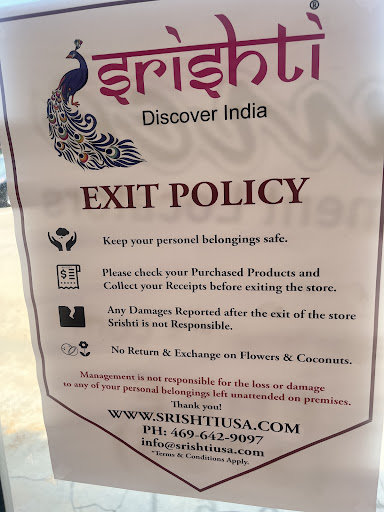 srishti®
Discover India
EXIT POLICY
Keep your personel belongings safe.
Please check your Purchased Products and
Collect your Receipts before exiting the store.
Any Damages Reported after the exit of the store
Srishti is not Responsible.
No Return & Exchange on Flowers & Coconuts.
Management is not responsible for the loss or damage
to any of your personal belongings left unattended on premises.
Thank you!
WWW.SRISHTIUSA.COM
PH: 469-642-9097
info@srishtiusa.com
*Terms & Conditions Apply.